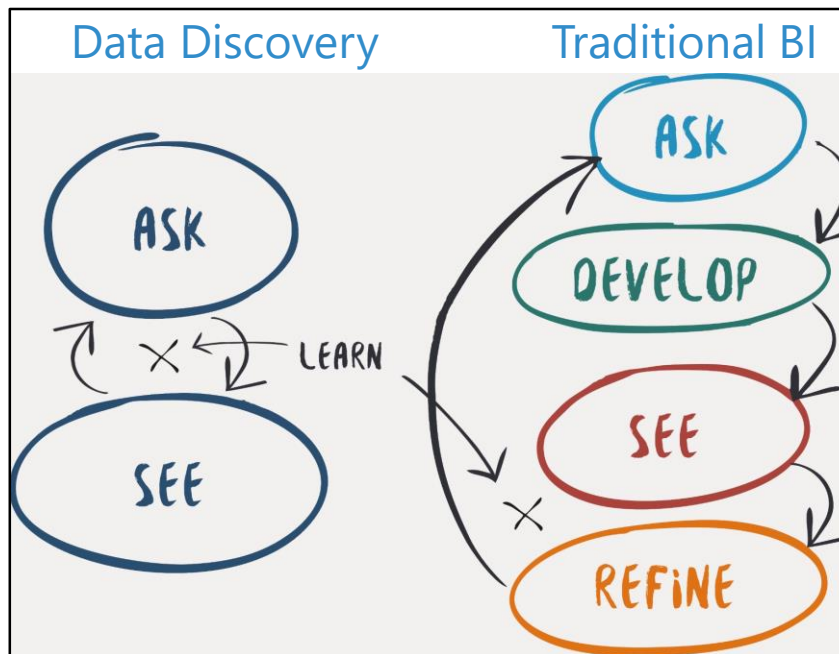 Data Discovery
Traditional BI
ASK
SEE
LEARN
ASK
DEVELOP
SEE
REFiNE